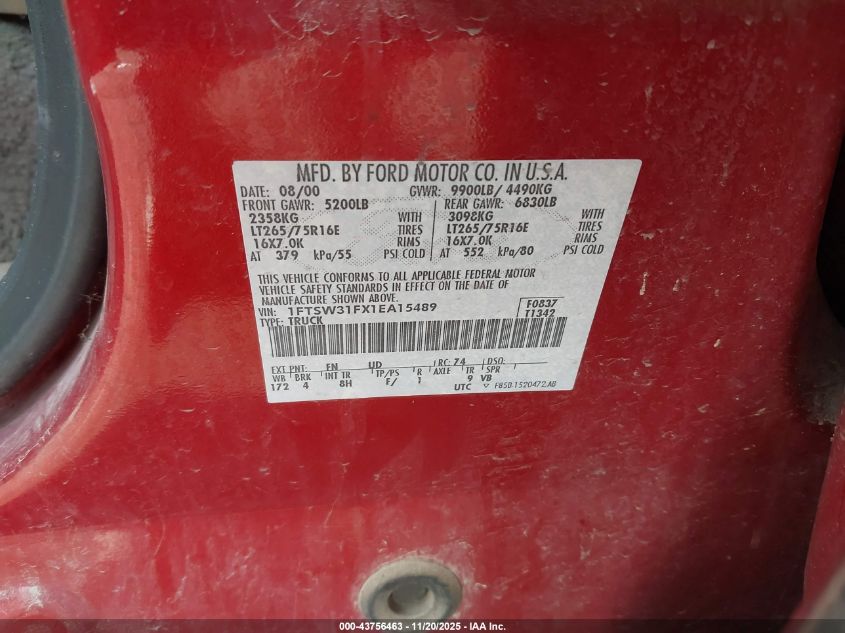 MFD. BY FORD MOTOR CO. IN U.S.A.
DATE: 08/00 GVWR: 9900LB/ 4490KG
FRONT GAWR: 5200LB REAR GAWR: 6830LB
2358KG WITH 3098KG WITH
LT265/75R16E TIRES LT265/75R16E TIRES
16X7.0K RIMS 16X7.0K RIMS
AT 379 kPa/55 PSI COLD AT 552 kPa/80 PSI COLD
THIS VEHICLE CONFORMS TO ALL APPLICABLE FEDERAL MOTOR
VEHICLE SAFETY STANDARDS IN EFFECT ON THE DATE OF
MANUFACTURE SHOWN ABOVE.
VIN: 1FTSW31FX1EA15489 F0837
TYPE: TRUCK T1342
EXT PNT: FN UD RC: 74 DSO:
WB BRK INT TR TP/PS R AXLE TR SPR
172 4 8H F/ 1 9 VB
UTC F85B-1520472-AB
000-43756463 - 11/20/2025 - IAA, Inc.